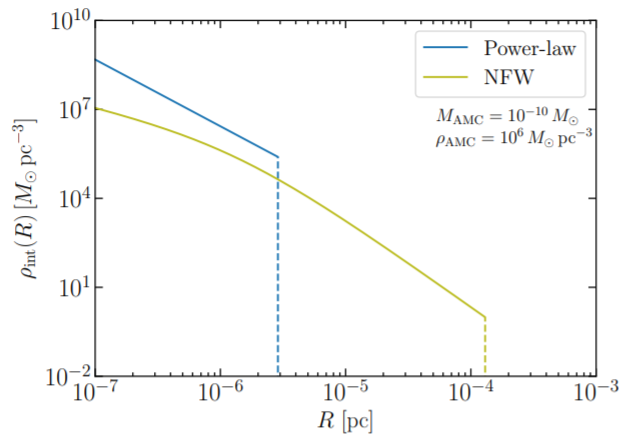 10^10
10^7
10^4
10^1
10^−2
ρ_int(R) [M_⊙ pc^−3]
Power-law
NFW
M_AMC = 10^−10 M_⊙
ρ_AMC = 10^6 M_⊙ pc^−3
10^−7 10^−6 10^−5 10^−4 10^−3
R [pc]